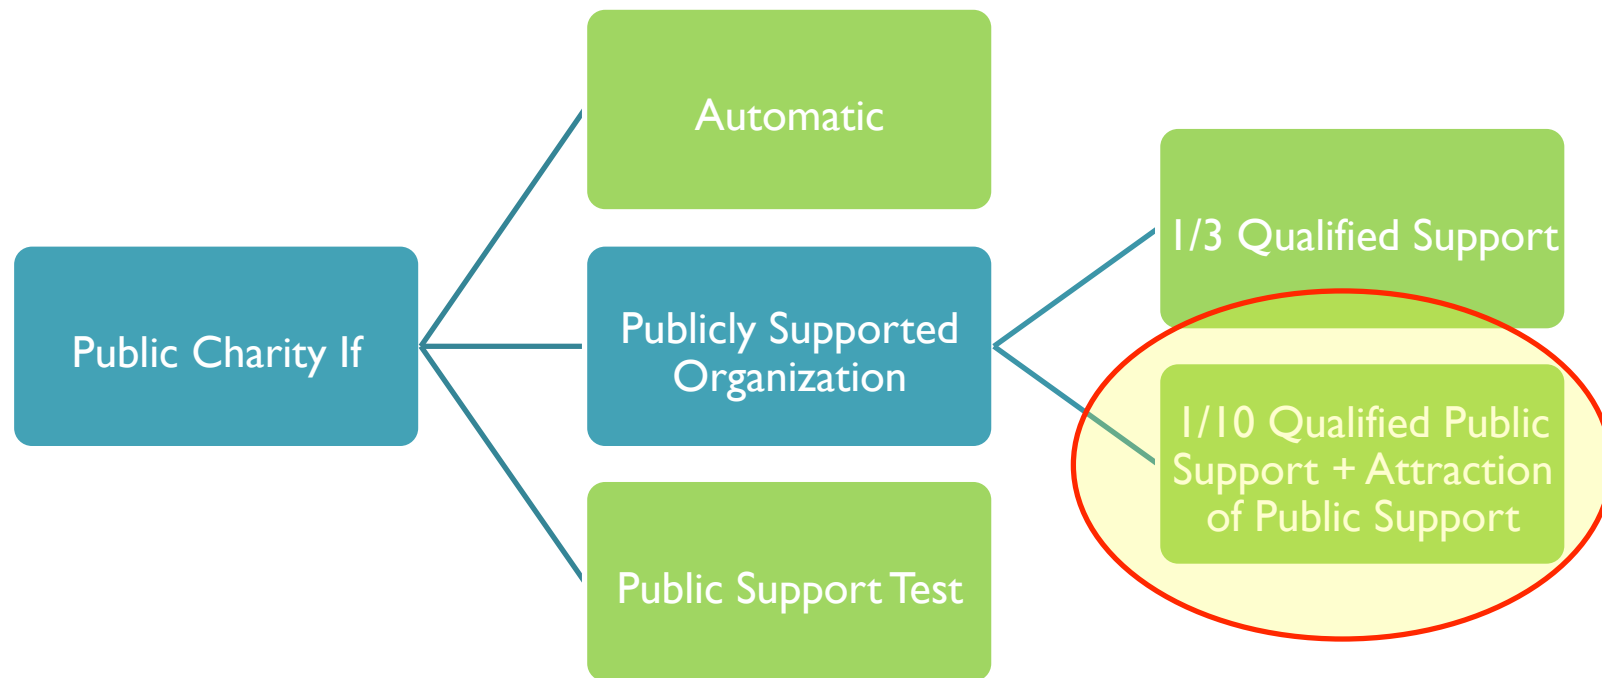 Public Charity If
Automatic
Publicly Supported
Organization
Public Support Test
1/3 Qualified Support
1/10 Qualified Public
Support + Attraction
of Public Support